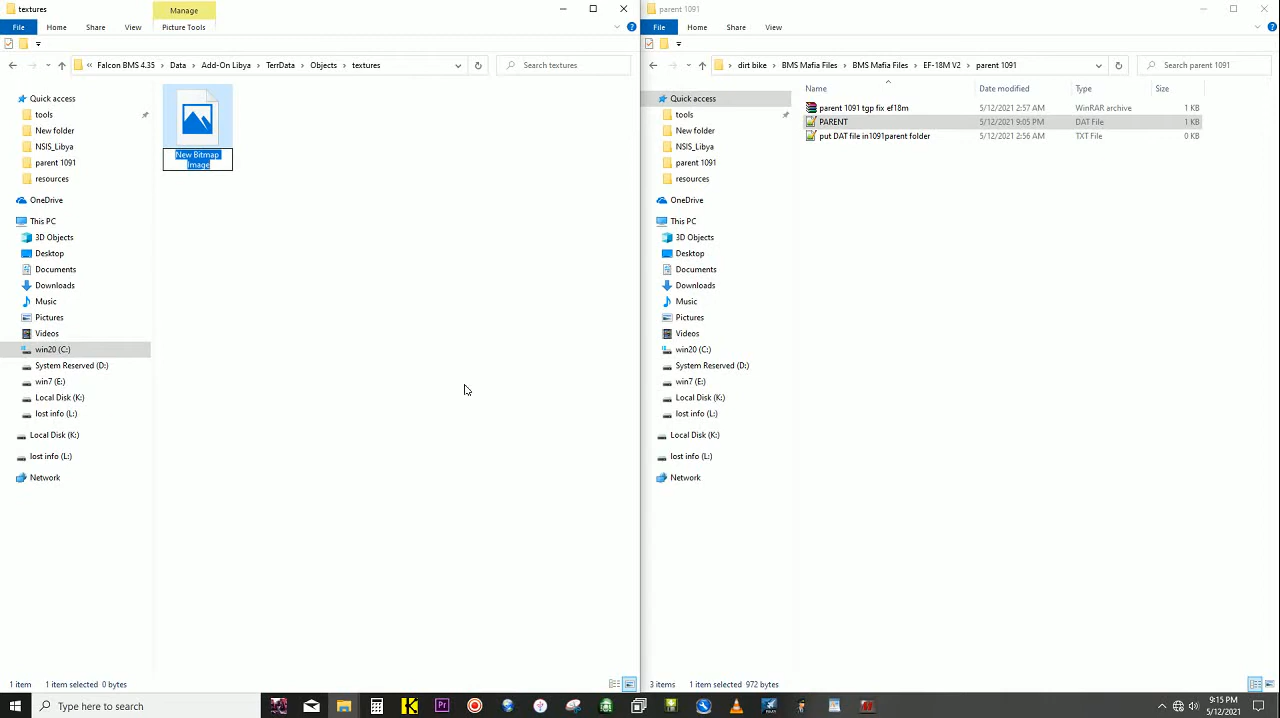 textures
Manage
File
Home
Share
View
Picture Tools
Falcon BMS 4.35 > Data > Add-On Libya > TerrData > Objects > textures
Search textures
Quick access
tools
New folder
NSIS_Libya
parent 1091
resources
OneDrive
This PC
3D Objects
Desktop
Documents
Downloads
Music
Pictures
Videos
win20 (C:)
System Reserved (D:)
win7 (E:)
Local Disk (K:)
lost info (L:)
Local Disk (K:)
lost info (L:)
Network
New Bitmap
Image
1 item
1 item selected 0 bytes
parent 1091
File
Home
Share
View
dirt bike > BMS Mafia Files > BMS Mafia Files > EF-18M V2 > parent 1091
Search parent 1091
Quick access
tools
New folder
NSIS_Libya
parent 1091
resources
OneDrive
This PC
3D Objects
Desktop
Documents
Downloads
Music
Pictures
Videos
win20 (C:)
System Reserved (D:)
win7 (E:)
Local Disk (K:)
lost info (L:)
Local Disk (K:)
lost info (L:)
Network
Name Date modified Type Size
parent 1091 tgp fix ef18m 5/12/2021 2:57 AM WinRAR archive 1 KB
PARENT 5/12/2021 9:05 PM DAT File 1 KB
put DAT file in1091parent folder 5/12/2021 2:56 AM TXT File 0 KB
3 items
1 item selected 972 bytes
Type here to search
9:15 PM
5/12/2021